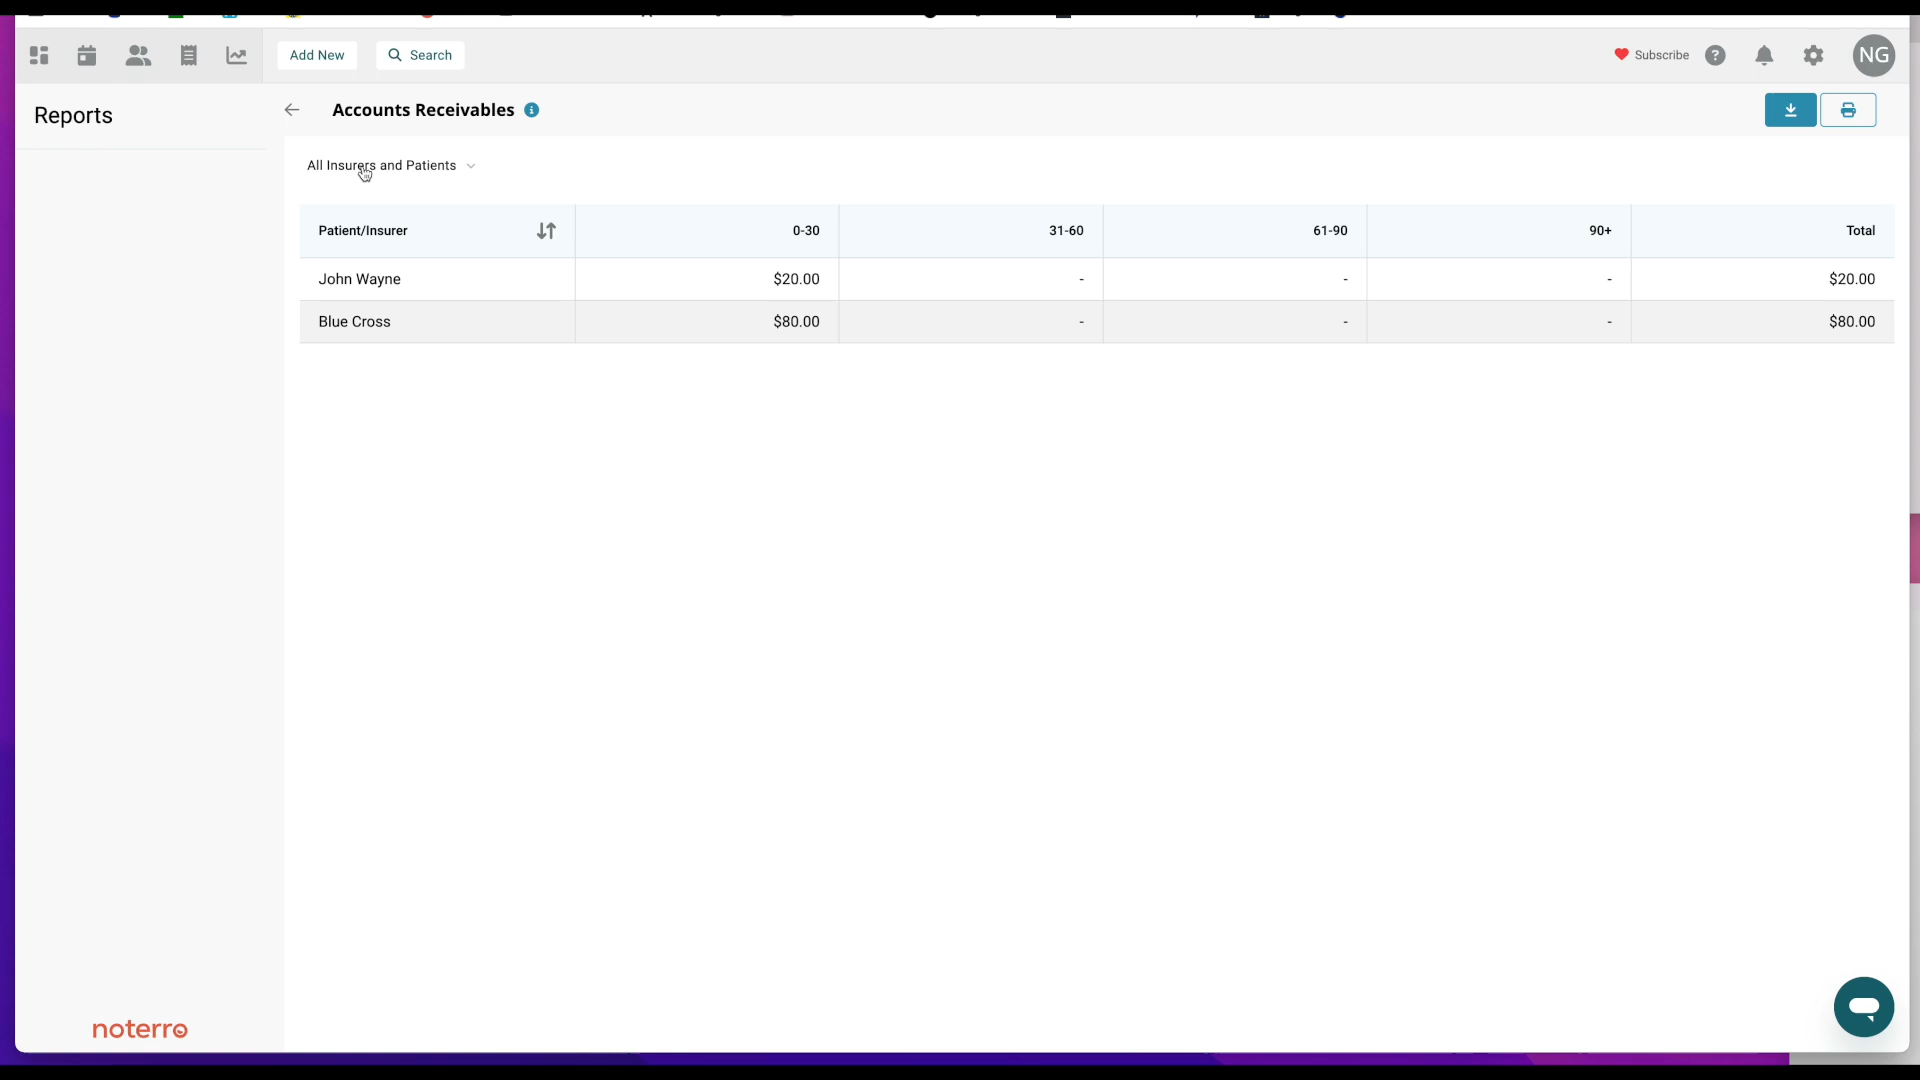 Add New
Search
Subscribe
NG
Reports
Accounts Receivables
All Insurers and Patients
Patient/Insurer 0-30 31-60 61-90 90+ Total
John Wayne $20.00 - - - $20.00
Blue Cross $80.00 - - - $80.00
noterro